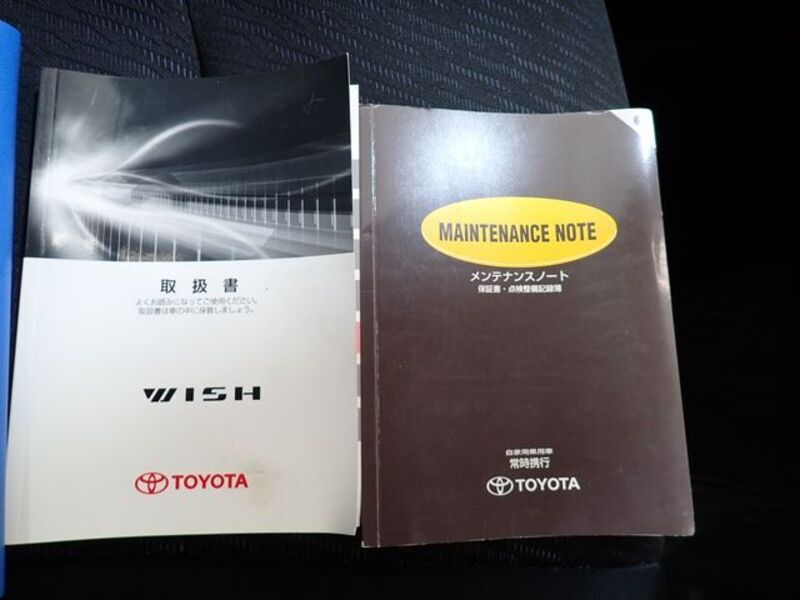 取扱書
よくお読みになってご使用ください。
取扱書は車の中に保管しましょう。
WISH
TOYOTA
MAINTENANCE NOTE
メンテナンスノート
保証書・点検整備記録簿
自家用乗用車
常時携行
TOYOTA